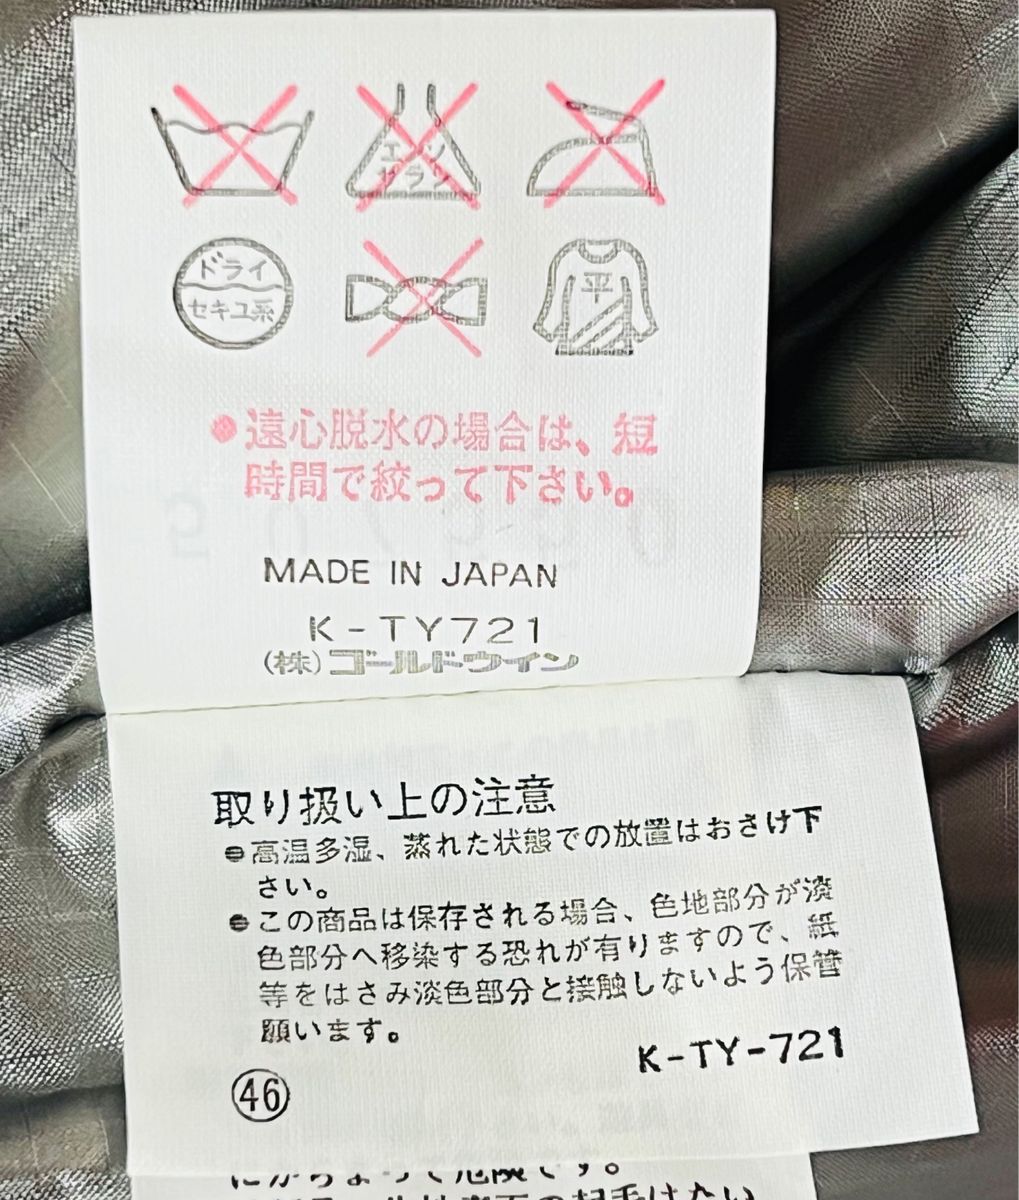 エンソ
サラシ
ドライ
セキユ系
平
●遠心脱水の場合は、短
時間で絞って下さい。
MADE IN JAPAN
K-TY721
(株)ゴールドウイン
取り扱い上の注意
●高温多湿、蒸れた状態での放置はおさけ下
さい。
●この商品は保存される場合、色地部分が淡
色部分へ移染する恐れが有りますので、紙
等をはさみ淡色部分と接触しないよう保管
願います。
K-TY-721
㊻